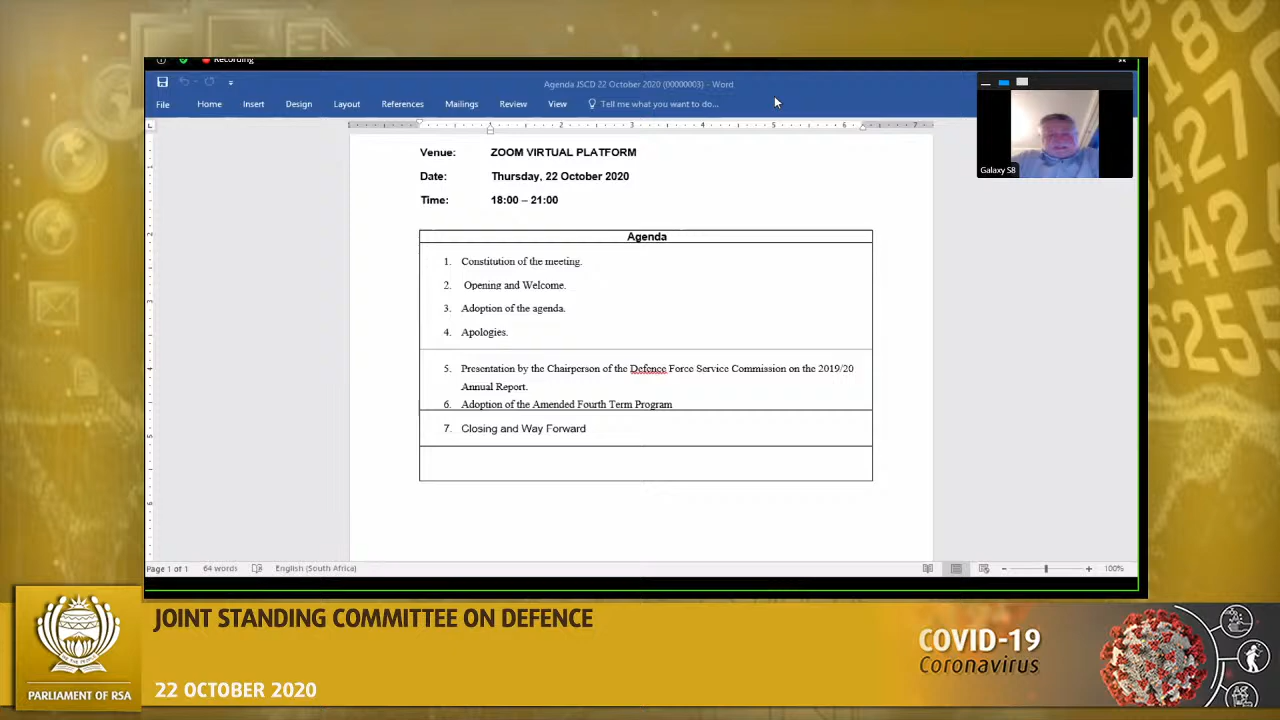 Recording
Agenda JSCD 22 October 2020 (00000003) - Word
File Home Insert Design Layout References Mailings Review View Tell me what you want to do...
Galaxy S8
Venue: ZOOM VIRTUAL PLATFORM
Date: Thursday, 22 October 2020
Time: 18:00 – 21:00
Agenda
1. Constitution of the meeting.
2. Opening and Welcome.
3. Adoption of the agenda.
4. Apologies.
5. Presentation by the Chairperson of the Defence Force Service Commission on the 2019/20
Annual Report.
6. Adoption of the Amended Fourth Term Program
7. Closing and Way Forward
Page 1 of 1 64 words English (South Africa) 100%
JOINT STANDING COMMITTEE ON DEFENCE
22 OCTOBER 2020
PARLIAMENT OF RSA
COVID-19
Coronavirus